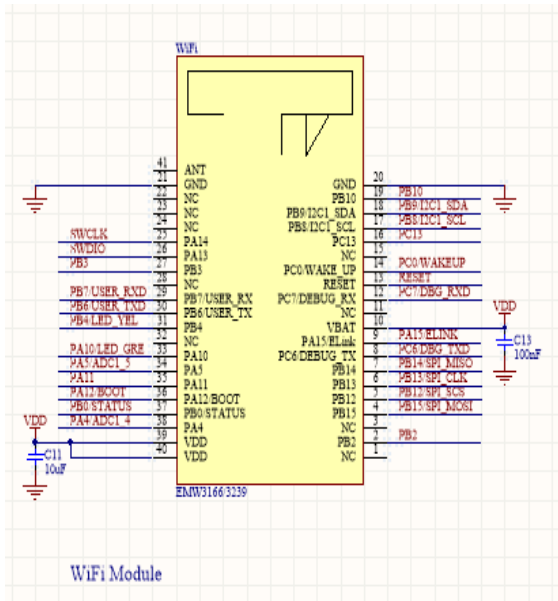 WiFi
41 ANT
21 GND GND 20
22 NC PB10 19 PB10
23 NC PB9/I2C1_SDA 18 PB9/I2C1_SDA
24 NC PB8/I2C1_SCL 17 PB8/I2C1_SCL
SWCLK 25 PA14 PC13 16 PC13
SWDIO 26 PA13 NC 15
PB3 27 PB3 PC0/WAKE_UP 14 PC0/WAKEUP
28 NC RESET 13 RESET
PB7/USER_RXD 29 PB7/USER_RX PC7/DEBUG_RX 12 PC7/DBG_RXD
PB6/USER_TXD 30 PB6/USER_TX NC 11
VDD
PB4/LED_YEL 31 PB4 VBAT 10
32 NC PA15/ELink 9 PA15/ELINK
C13
100nF
PA10/LED_GRE 33 PA10 PC6/DEBUG_TX 8 PC6/DBG_TXD
PA5/ADC1_5 34 PA5 PB14 7 PB14/SPI_MISO
PA11 35 PA11 PB13 6 PB13/SPI_CLK
PA12/BOOT 36 PA12/BOOT PB12 5 PB12/SPI_SCS
PB0/STATUS 37 PB0/STATUS PB15 4 PB15/SPI_MOSI
VDD
PA4/ADC1_4 38 PA4 NC 3
39 VDD PB2 2 PB2
40 VDD NC 1
C11
10uF
EMW3166/3239
WiFi Module